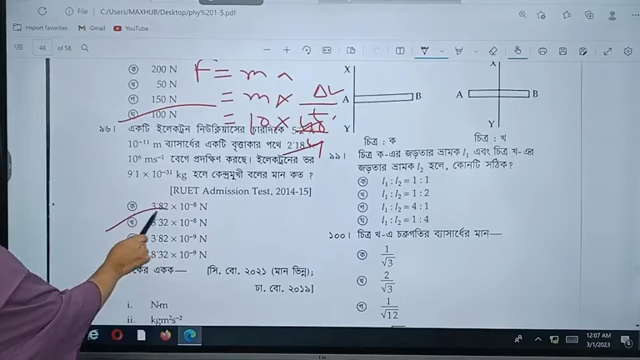 C:/Users/MAXHUB/Desktop/phy%201-5.pdf
Import favorites
Gmail
YouTube
48 of 56
200 N
50 N
150 N
100 N
F = m
= m
= 10 ×
X
A
B
Y
চিত্র : ক
X
A
B
Y
চিত্র : খ
৯৬। একটি ইলেকট্রন নিউক্লিয়াসের চারদিকে
10⁻¹¹ m ব্যাসার্ধের একটি বৃত্তাকার পথে 2·18
10⁶ ms⁻¹ বেগে প্রদক্ষিণ করছে। ইলেকট্রনের ভর
9·1 × 10⁻³¹ kg হলে কেন্দ্রমুখী বলের মান কত ?
[RUET Admission Test, 2014-15]
3·82 × 10⁻⁸ N
8·32 × 10⁻⁸ N
3·82 × 10⁻⁹ N
8·32 × 10⁻⁹ N
একক—
[সি. বো. ২০২১ (মান ভিন্ন);
ঢা. বো. ২০১৯]
i. N·m
ii. kgm²s⁻²
৯৯। চিত্র ক-এর জড়তার ভ্রামক I₁ এবং চিত্র খ-এর
জড়তার ভ্রামক I₂ হলে, কোনটি সঠিক?
ক I₁ : I₂ = 1 : 1
খ I₁ : I₂ = 1 : 2
গ I₁ : I₂ = 4 : 1
ঘ I₁ : I₂ = 1 : 4
১০০। চিত্র খ-এ চক্রগতির ব্যাসার্ধের মান—
ক 1/√3
খ 2/√3
গ 1/√12
12:07 AM
3/1/2023